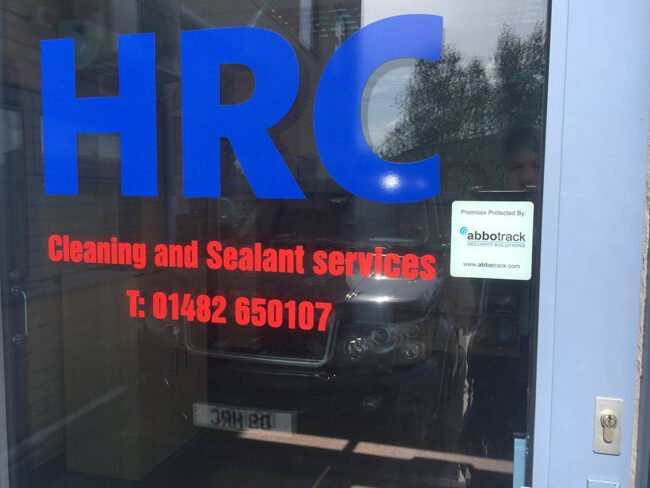 HRC
Cleaning and Sealant services
T: 01482 650107
Premises Protected By:
abbotrack
SECURITY SOLUTIONS
www.abbotrack.com